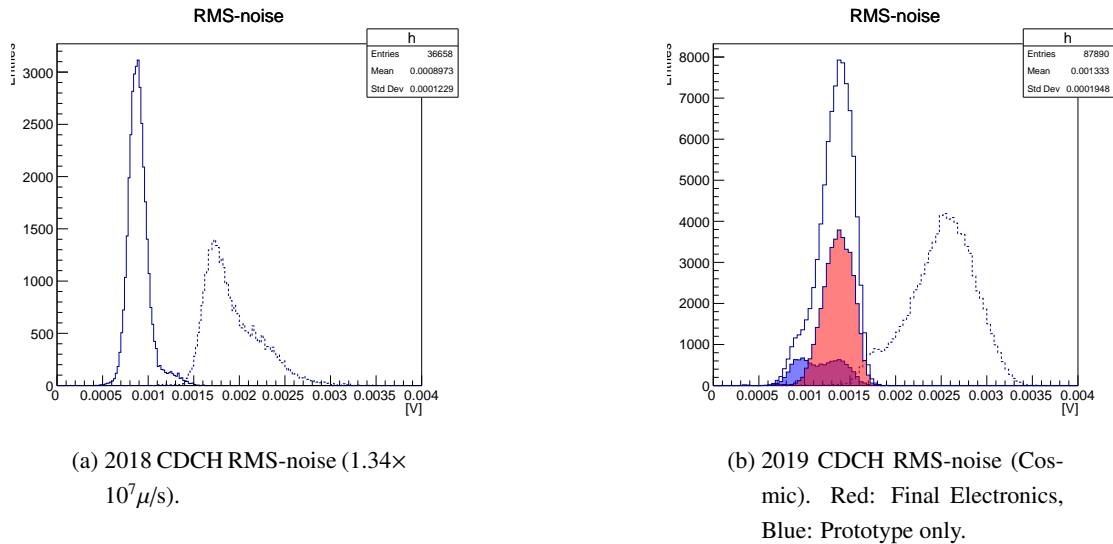 RMS-noise
h
Entries 36658
Mean 0.0008973
Std Dev 0.0001229
Entries
3000
2500
2000
1500
1000
500
0
0 0.0005 0.001 0.0015 0.002 0.0025 0.003 0.0035 0.004
[V]
(a) 2018 CDCH RMS-noise (1.34×
10⁷μ/s).
RMS-noise
h
Entries 87890
Mean 0.001333
Std Dev 0.0001948
Entries
8000
7000
6000
5000
4000
3000
2000
1000
0
0 0.0005 0.001 0.0015 0.002 0.0025 0.003 0.0035 0.004
[V]
(b) 2019 CDCH RMS-noise (Cos-
mic). Red: Final Electronics,
Blue: Prototype only.